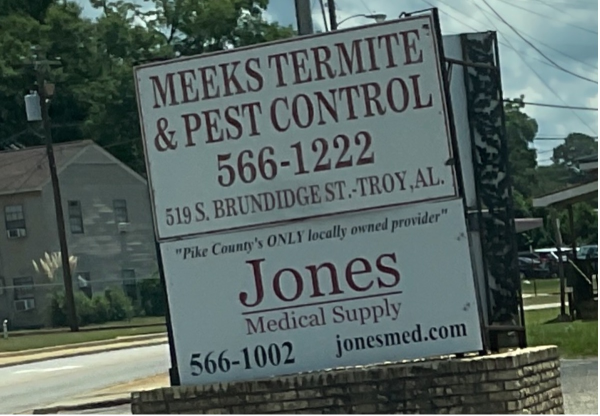 MEEKS TERMITE
& PEST CONTROL
566-1222
519 S. BRUNDIDGE ST.-TROY, AL.
"Pike County's ONLY locally owned provider"
Jones
Medical Supply
566-1002 jonesmed.com